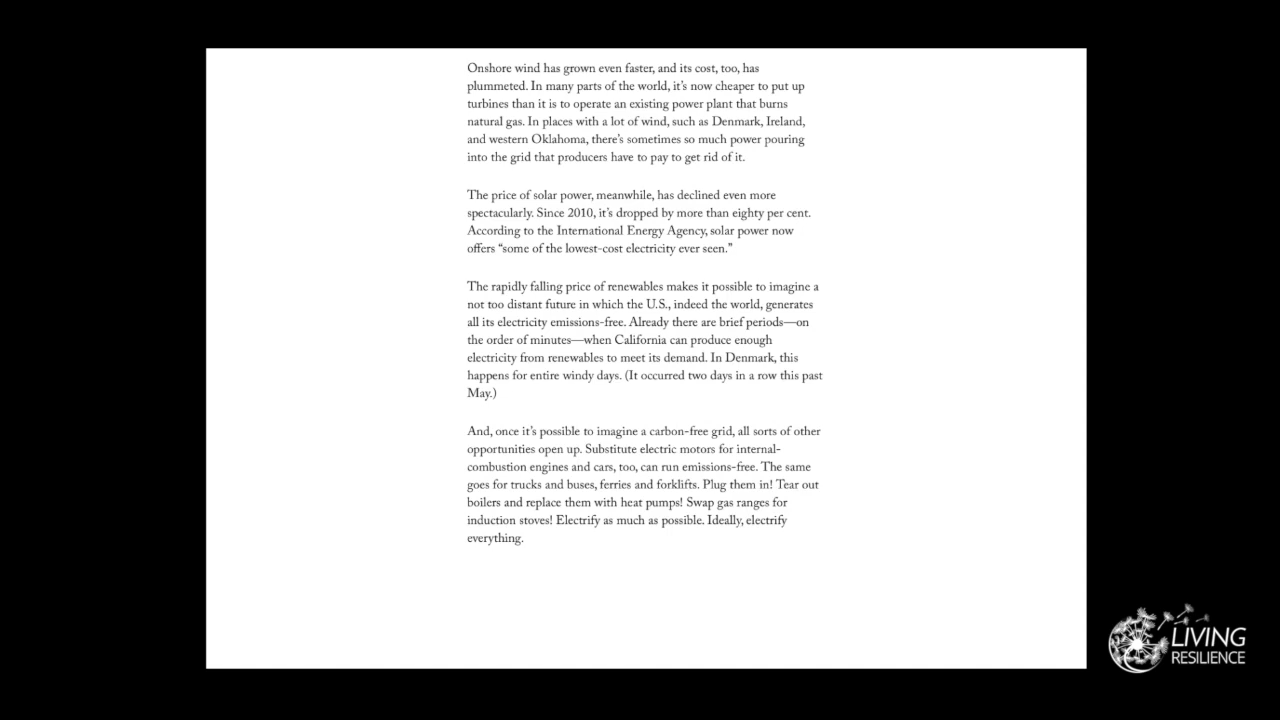 Onshore wind has grown even faster, and its cost, too, has
plummeted. In many parts of the world, it’s now cheaper to put up
turbines than it is to operate an existing power plant that burns
natural gas. In places with a lot of wind, such as Denmark, Ireland,
and western Oklahoma, there’s sometimes so much power pouring
into the grid that producers have to pay to get rid of it.
The price of solar power, meanwhile, has declined even more
spectacularly. Since 2010, it’s dropped by more than eighty per cent.
According to the International Energy Agency, solar power now
offers “some of the lowest-cost electricity ever seen.”
The rapidly falling price of renewables makes it possible to imagine a
not too distant future in which the U.S., indeed the world, generates
all its electricity emissions-free. Already there are brief periods—on
the order of minutes—when California can produce enough
electricity from renewables to meet its demand. In Denmark, this
happens for entire windy days. (It occurred two days in a row this past
May.)
And, once it’s possible to imagine a carbon-free grid, all sorts of other
opportunities open up. Substitute electric motors for internal-
combustion engines and cars, too, can run emissions-free. The same
goes for trucks and buses, ferries and forklifts. Plug them in! Tear out
boilers and replace them with heat pumps! Swap gas ranges for
induction stoves! Electrify as much as possible. Ideally, electrify
everything.
LIVING
RESILIENCE